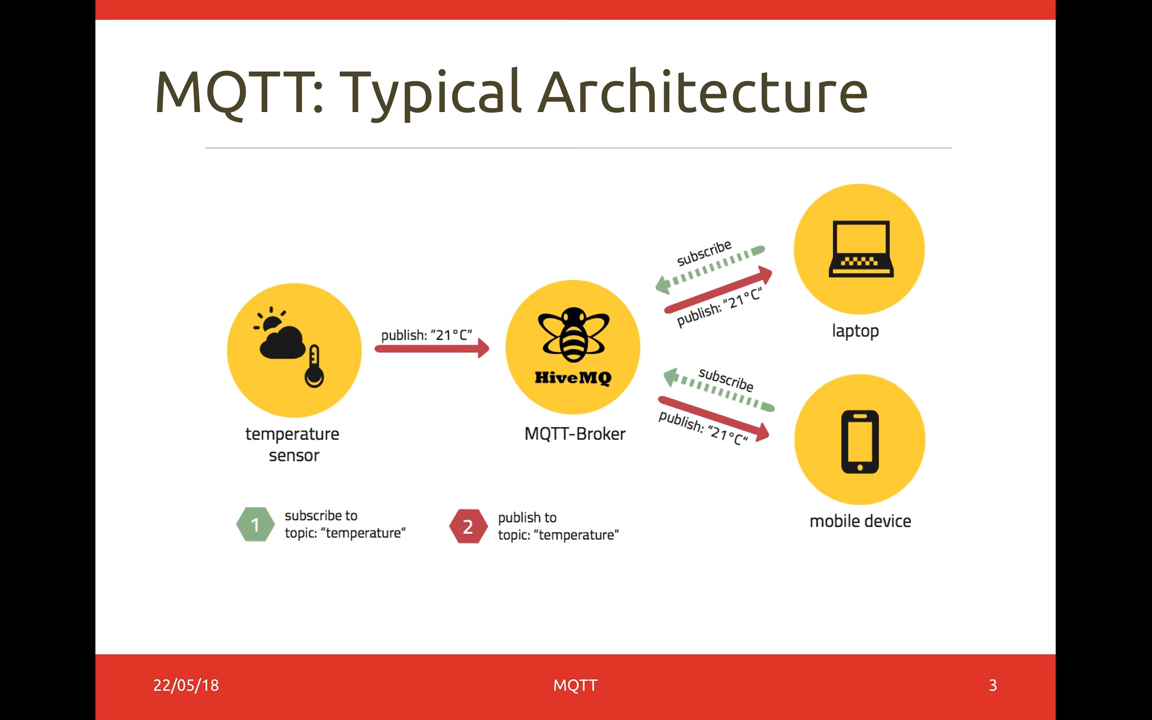 MQTT: Typical Architecture
subscribe
publish: “21°C”
laptop
publish: “21°C”
HiveMQ
temperature
sensor
MQTT-Broker
subscribe
publish: “21°C”
mobile device
1
subscribe to
topic: “temperature”
2
publish to
topic: “temperature”
22/05/18
MQTT
3